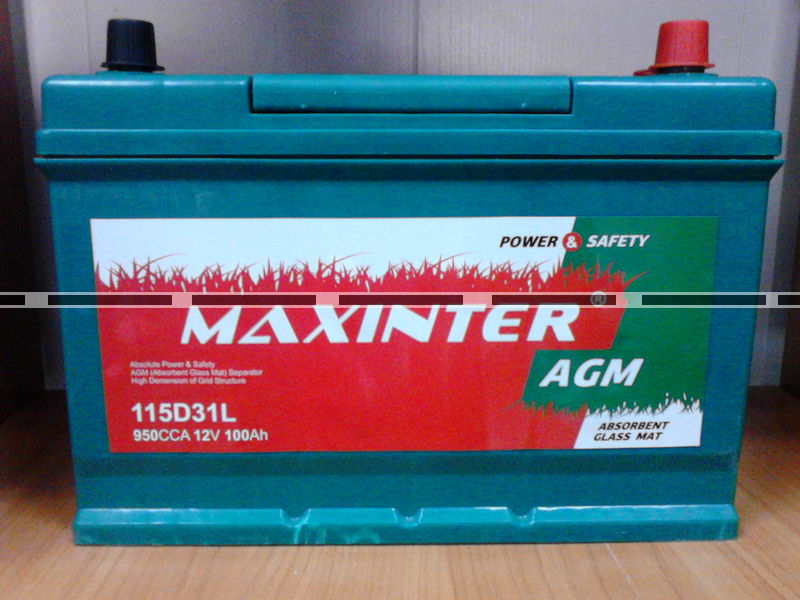 POWER & SAFETY
MAXINTER®
Absolute Power & Safety
AGM (Absorbent Glass Mat) Separator
High Demension of Grid Structure
AGM
115D31L
950CCA 12V 100Ah
ABSORBENT
GLASS MAT